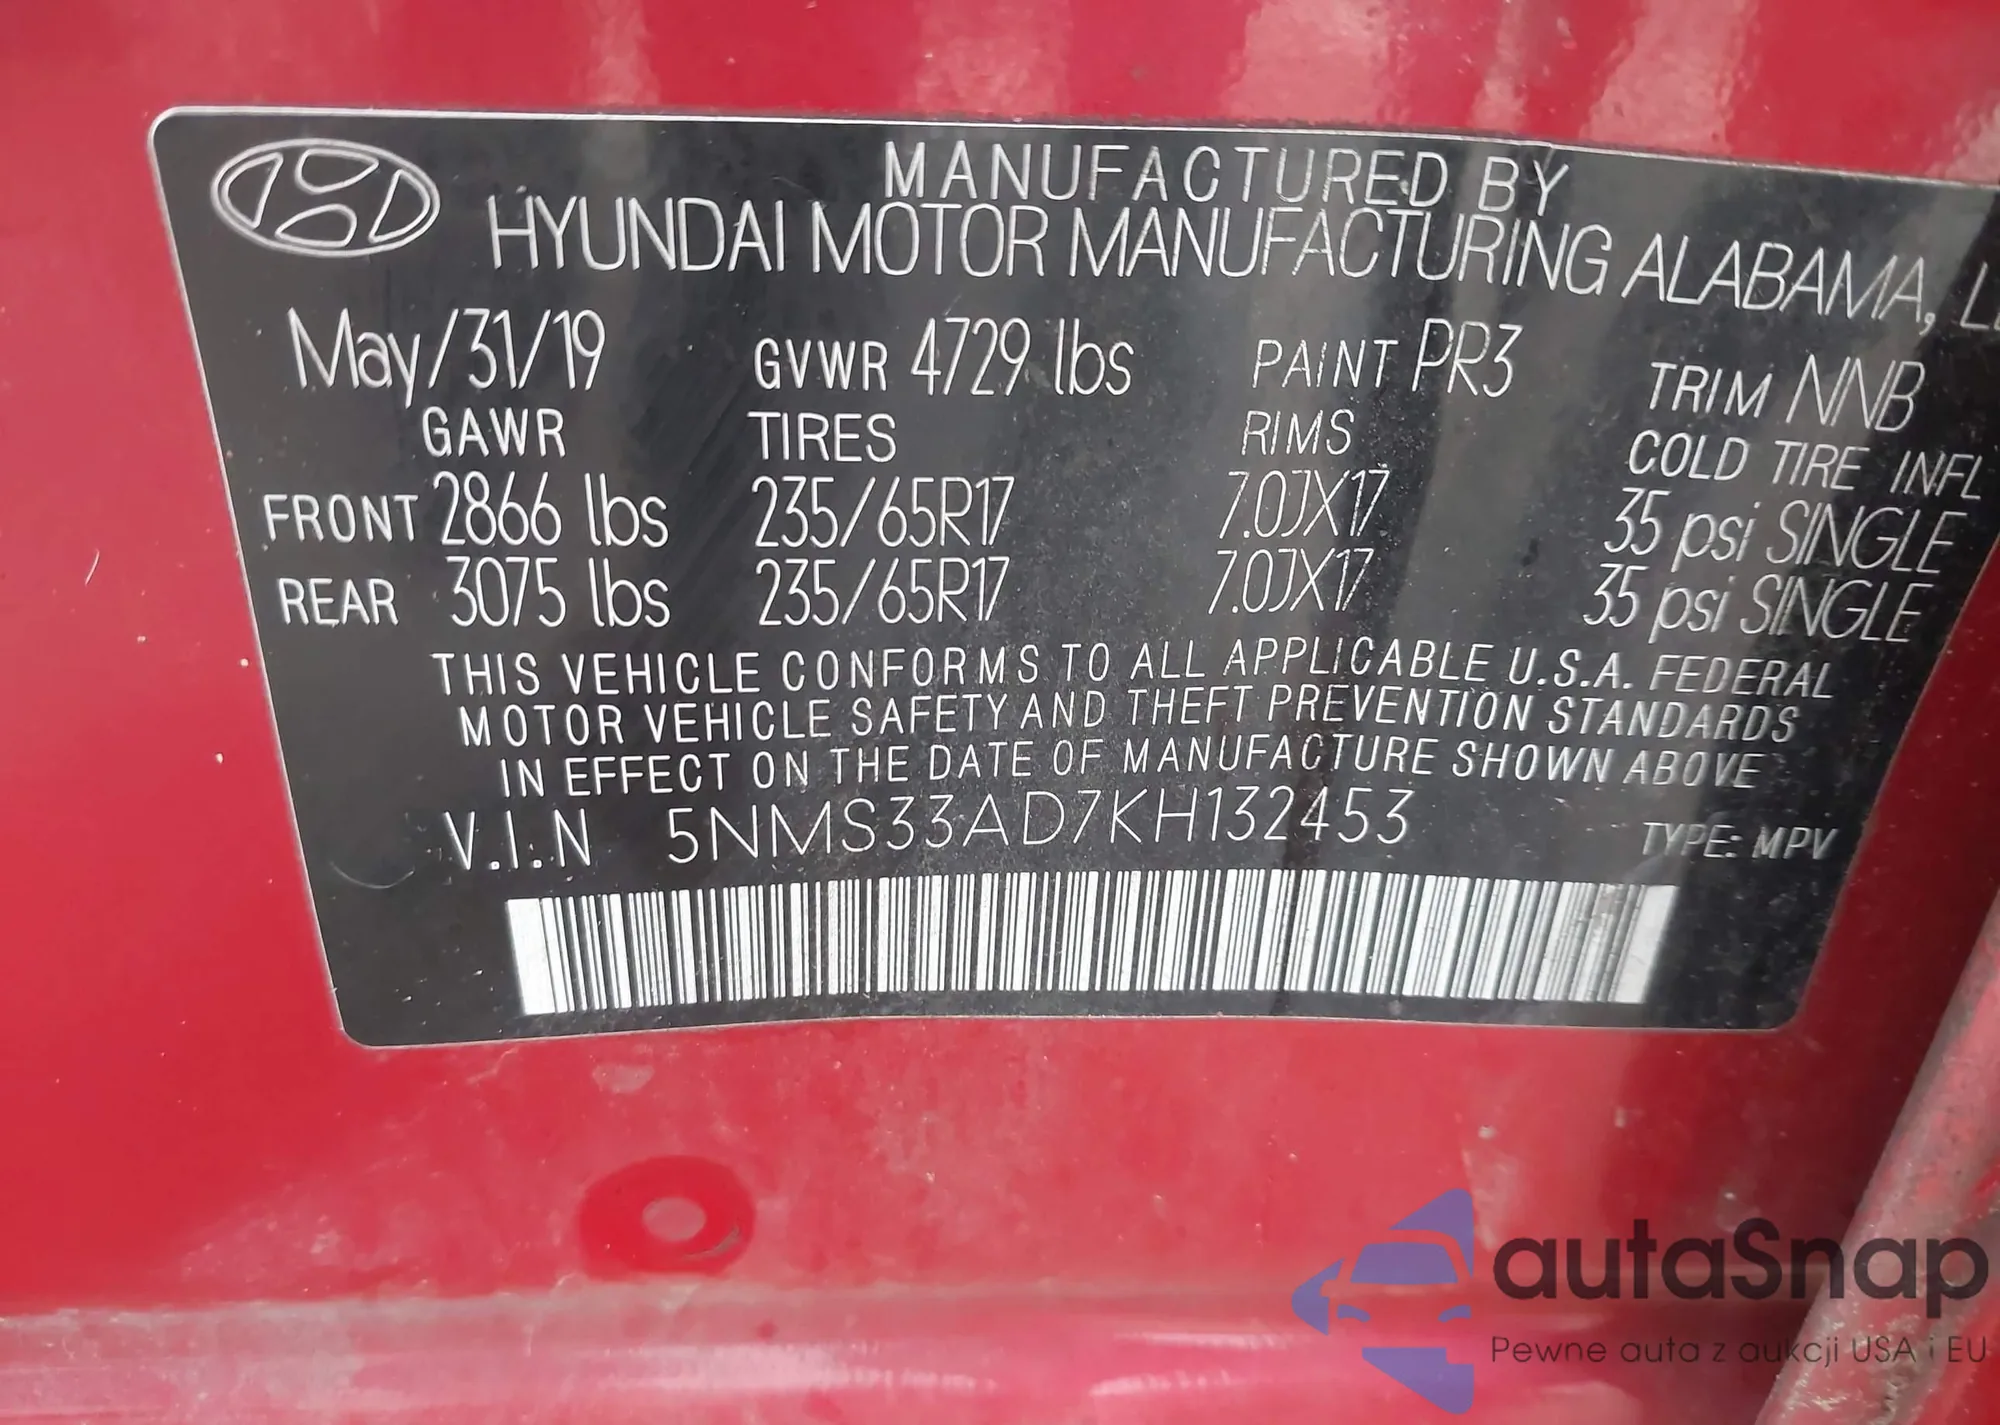 MANUFACTURED BY
HYUNDAI MOTOR MANUFACTURING ALABAMA,
May/31/19 GVWR 4729 lbs PAINT PR3 TRIM NNB
GAWR TIRES RIMS COLD TIRE INFL
FRONT 2866 lbs 235/65R17 7.0JX17 35 psi SINGLE
REAR 3075 lbs 235/65R17 7.0JX17 35 psi SINGLE
THIS VEHICLE CONFORMS TO ALL APPLICABLE U.S.A. FEDERAL
MOTOR VEHICLE SAFETY AND THEFT PREVENTION STANDARDS
IN EFFECT ON THE DATE OF MANUFACTURE SHOWN ABOVE
V.I.N 5NMS33AD7KH132453 TYPE: MPV
autaSnap
Pewne auta z aukcji USA i EU